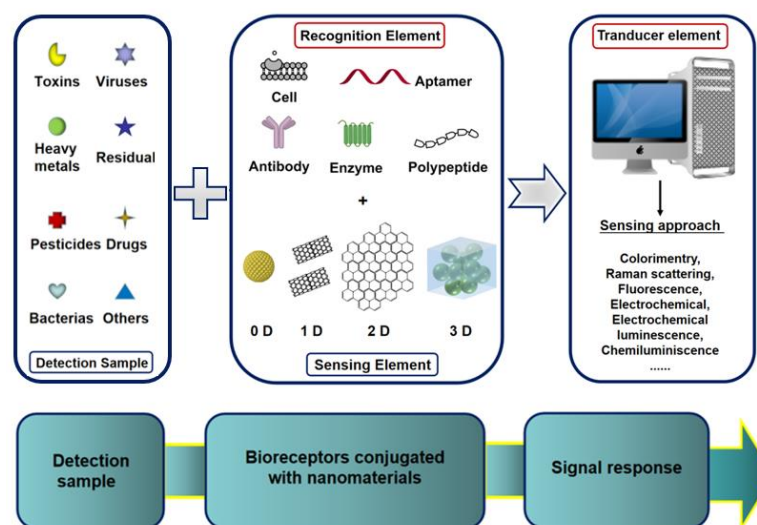 Toxins Viruses
Heavy
metals Residual
Pesticides Drugs
Bacterias Others
Detection Sample
Recognition Element
Cell
Aptamer
Antibody
Enzyme
Polypeptide
+
0 D 1 D 2 D 3 D
Sensing Element
Tranducer element
Sensing approach
Colorimentry,
Raman scattering,
Fluorescence,
Electrochemical,
Electrochemical
luminescence,
Chemiluminiscence
......
Detection
sample
Bioreceptors conjugated
with nanomaterials
Signal response